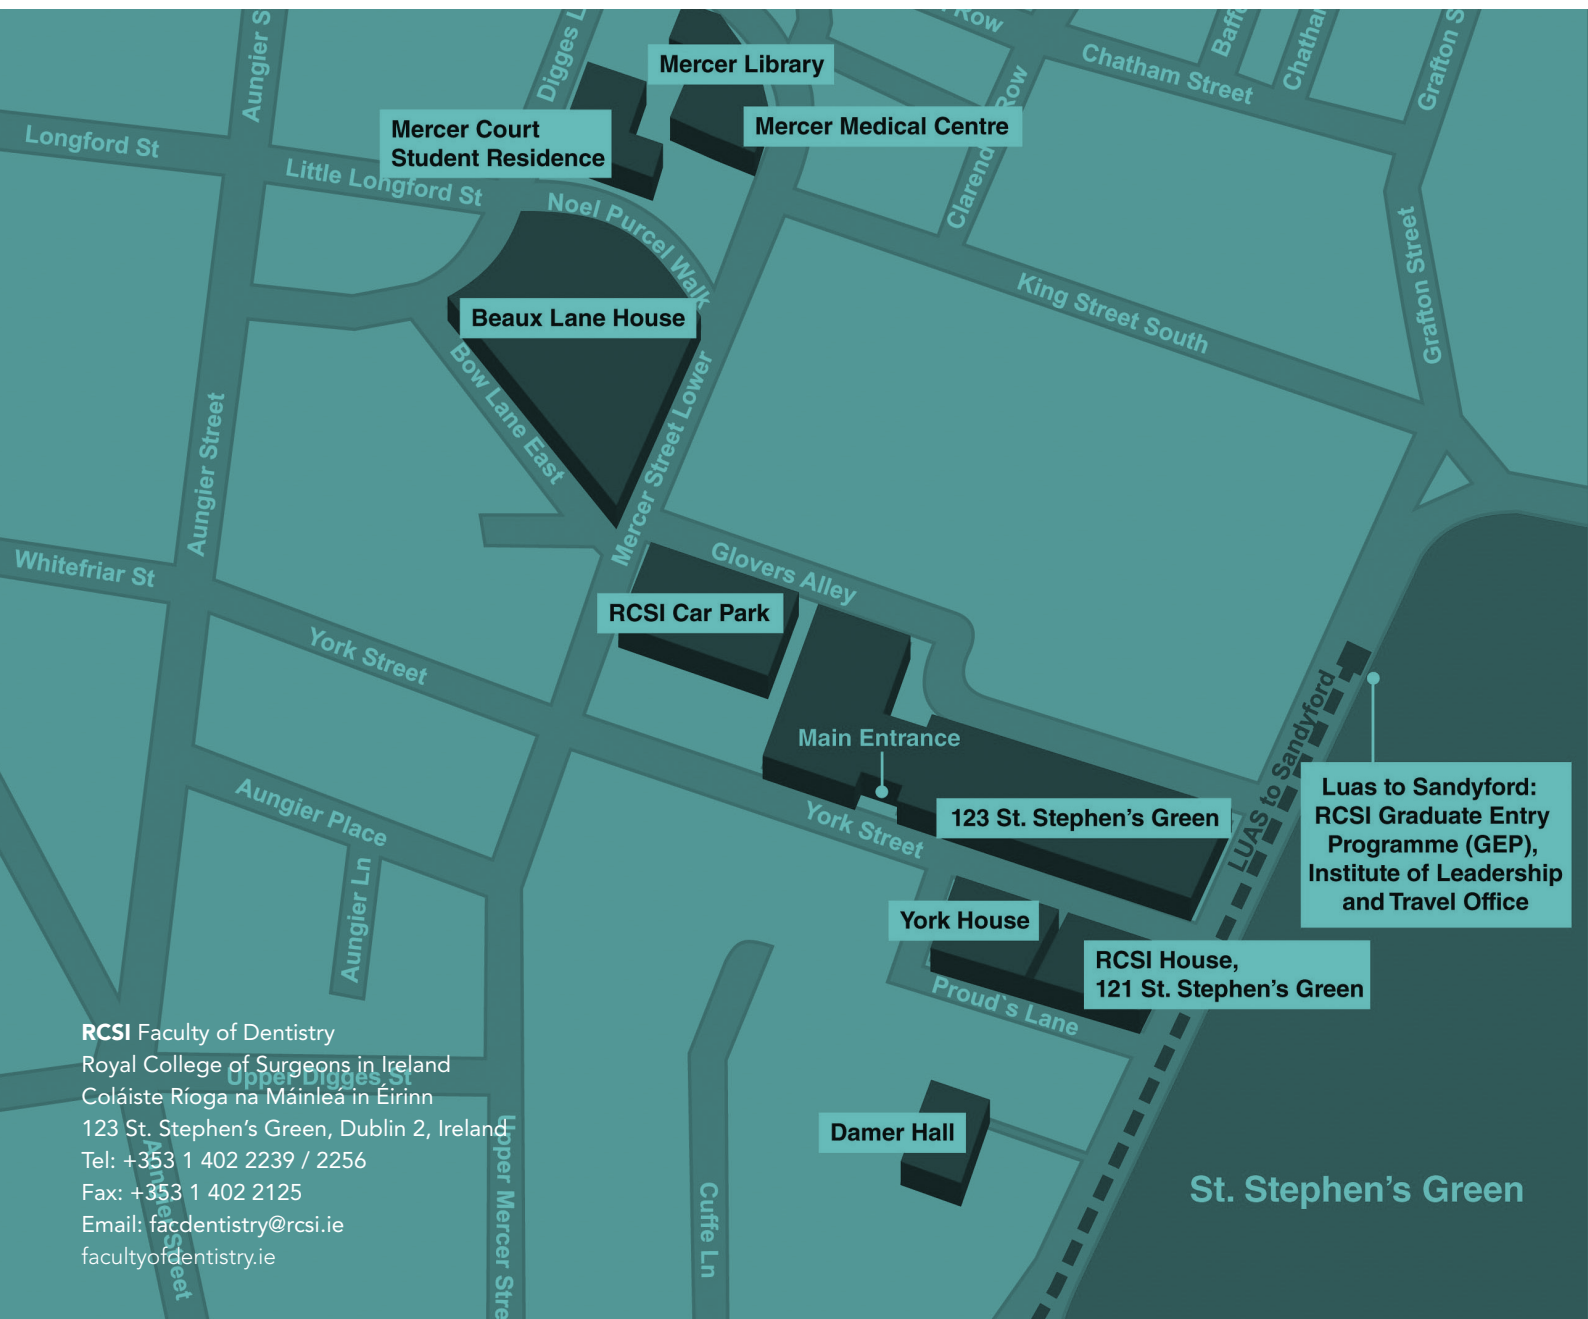 Aungier S
Digges L
Row
Baffo
Chathan
Grafton S
Mercer Library
Chatham Street
Longford St
Mercer Court
Student Residence
Mercer Medical Centre
Clarend
Row
Little Longford St
Noel Purcel Walk
Grafton Street
King Street South
Beaux Lane House
Bow Lane East
Mercer Street Lower
Aungier Street
Whitefriar St
Glovers Alley
RCSI Car Park
York Street
Main Entrance
LUAS to Sandyford
Luas to Sandyford:
RCSI Graduate Entry
Programme (GEP),
Institute of Leadership
and Travel Office
Aungier Place
York Street
123 St. Stephen’s Green
Aungier Ln
York House
RCSI House,
121 St. Stephen’s Green
Proud`s Lane
RCSI Faculty of Dentistry
Royal College of Surgeons in Ireland
Upper Digges St
Coláiste Ríoga na Máinleá in Éirinn
123 St. Stephen’s Green, Dublin 2, Ireland
Tel: +353 1 402 2239 / 2256
Fax: +353 1 402 2125
Email: facdentistry@rcsi.ie
facultyofdentistry.ie
Upper Mercer Stre
Cuffe Ln
Damer Hall
St. Stephen’s Green